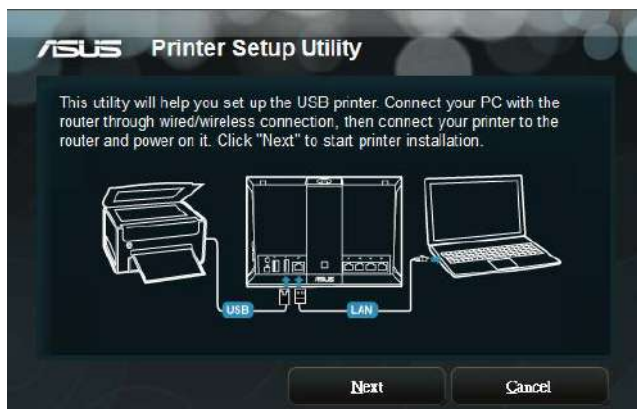 ASUS Printer Setup Utility
This utility will help you set up the USB printer. Connect your PC with the
router through wired/wireless connection, then connect your printer to the
router and power on it. Click "Next" to start printer installation.
ASUS
USB LAN
Next Cancel